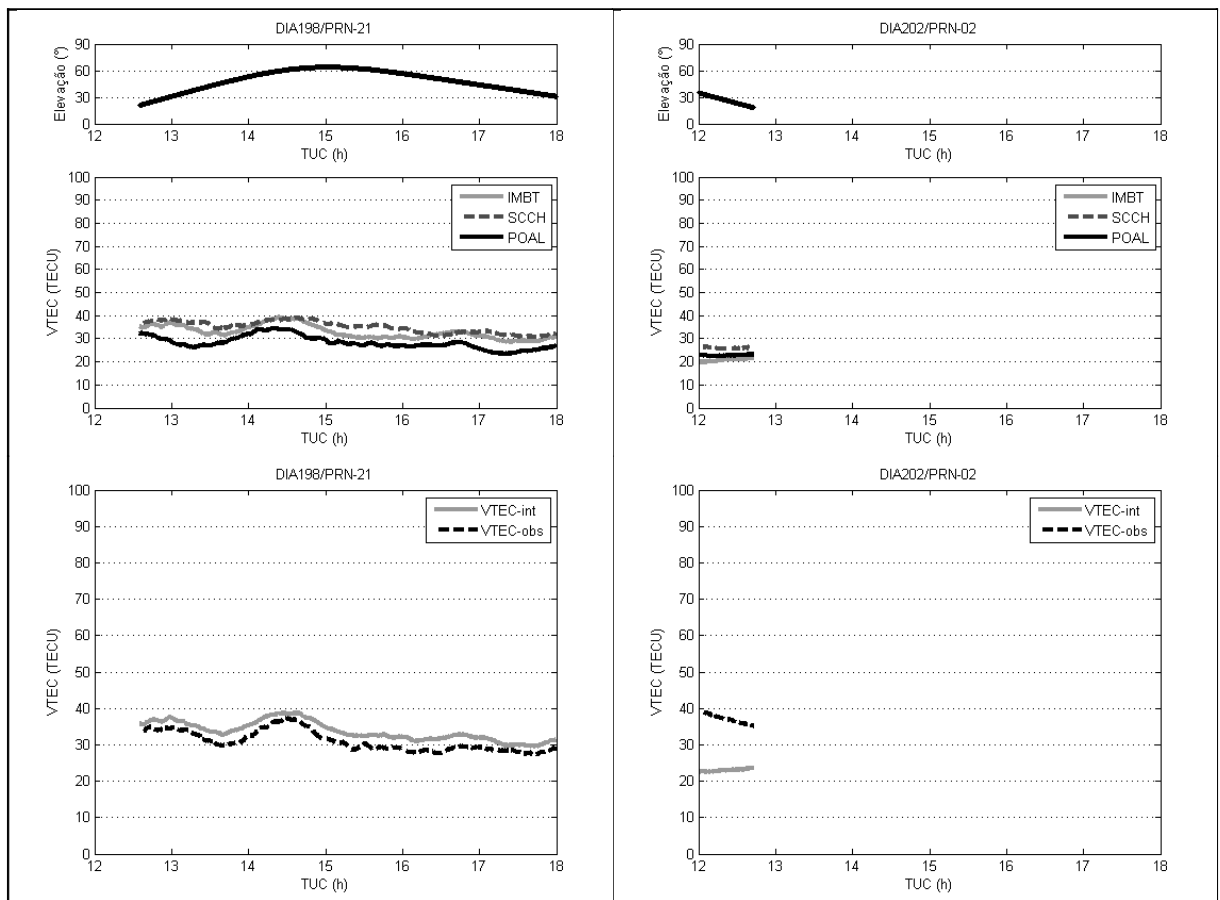 DIA198/PRN-21
Elevação (º)
90
60
30
0
12 13 14 15 16 17 18
TUC (h)
VTEC (TECU)
100
90
80
70
60
50
40
30
20
10
0
IMBT
SCCH
POAL
12 13 14 15 16 17 18
TUC (h)
DIA202/PRN-02
Elevação (º)
90
60
30
0
12 13 14 15 16 17 18
TUC (h)
VTEC (TECU)
100
90
80
70
60
50
40
30
20
10
0
IMBT
SCCH
POAL
12 13 14 15 16 17 18
TUC (h)
DIA198/PRN-21
VTEC (TECU)
100
90
80
70
60
50
40
30
20
10
0
VTEC-int
VTEC-obs
12 13 14 15 16 17 18
TUC (h)
DIA202/PRN-02
VTEC (TECU)
100
90
80
70
60
50
40
30
20
10
0
VTEC-int
VTEC-obs
12 13 14 15 16 17 18
TUC (h)